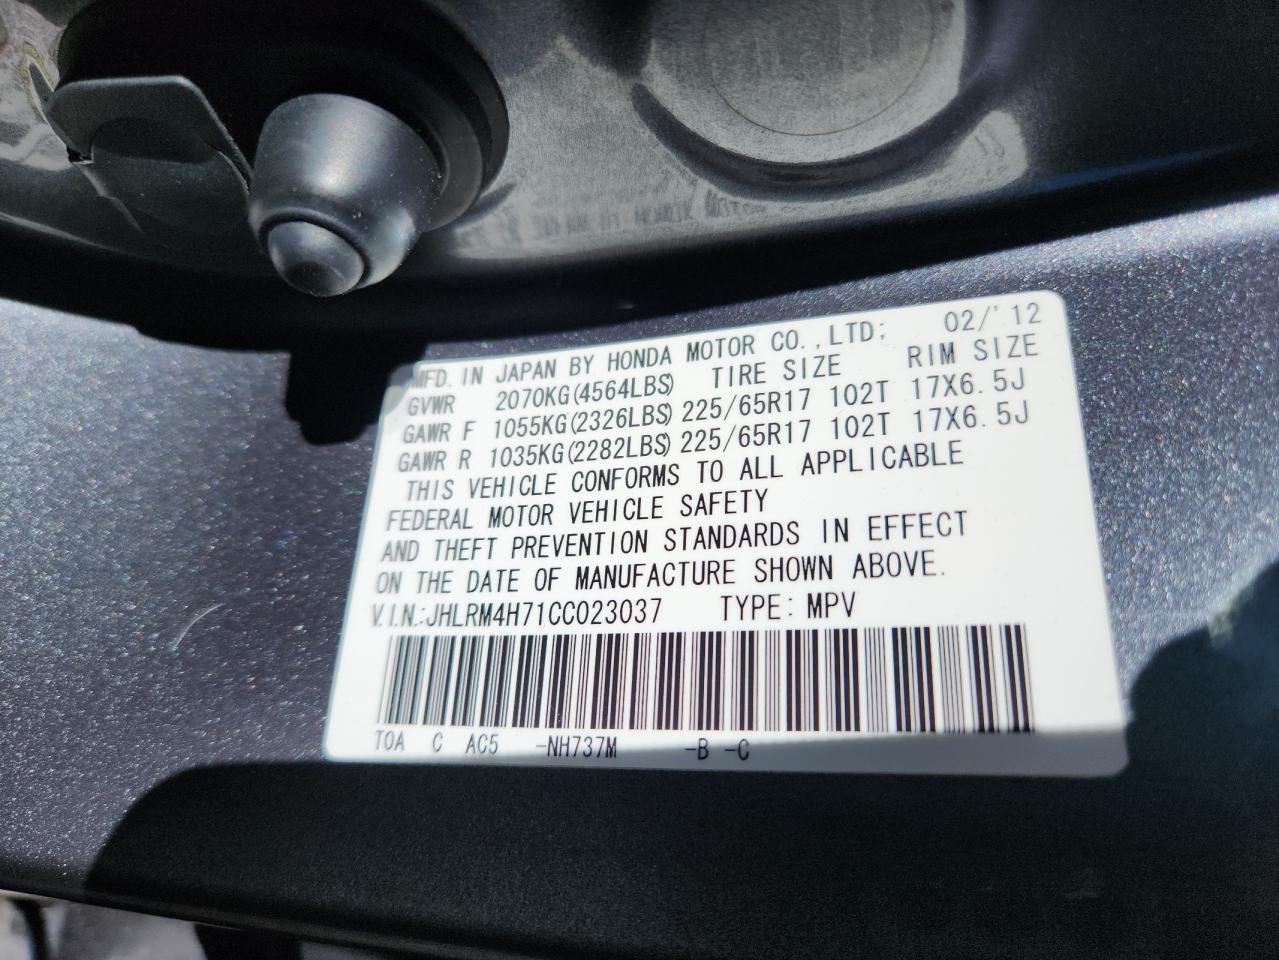 MFD. IN JAPAN BY HONDA MOTOR CO.,LTD; 02/'12
GVWR 2070KG(4564LBS) TIRE SIZE RIM SIZE
GAWR F 1055KG(2326LBS) 225/65R17 102T 17X6.5J
GAWR R 1035KG(2282LBS) 225/65R17 102T 17X6.5J
THIS VEHICLE CONFORMS TO ALL APPLICABLE
FEDERAL MOTOR VEHICLE SAFETY
AND THEFT PREVENTION STANDARDS IN EFFECT
ON THE DATE OF MANUFACTURE SHOWN ABOVE.
V.I.N.:JHLRM4H71CC023037 TYPE: MPV
TOA C AC5 -NH737M -B -C